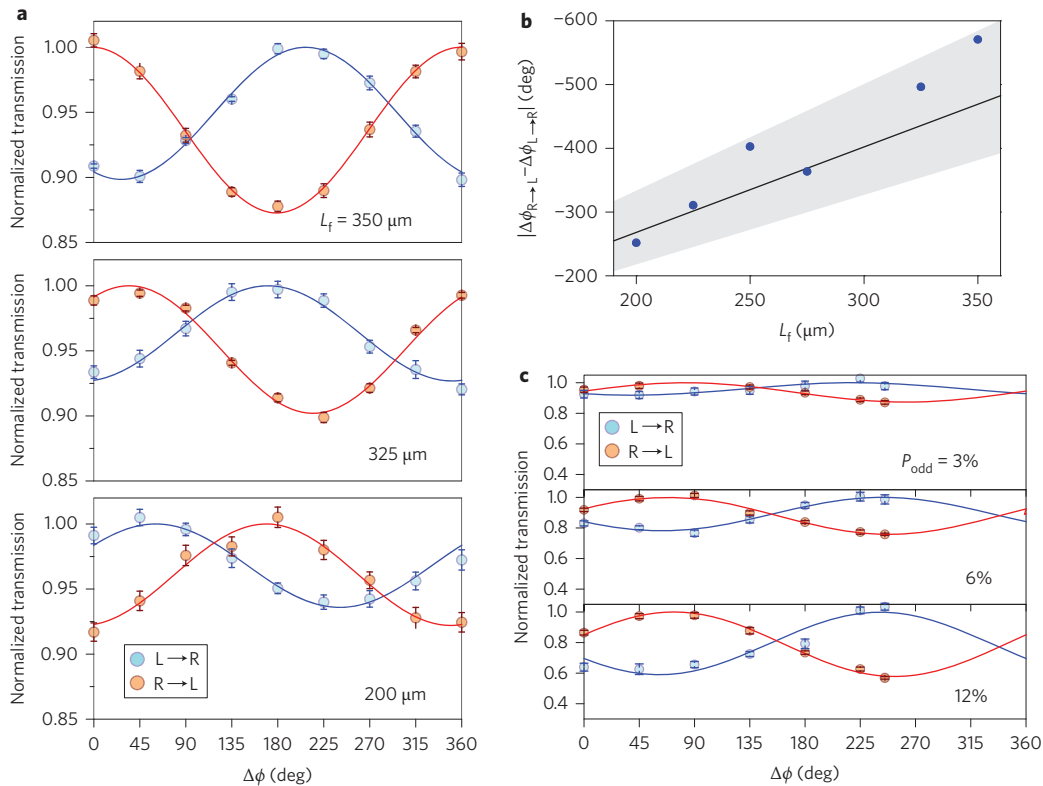 a
Normalized transmission
1.00
0.95
0.90
0.85
L_f = 350 μm
Normalized transmission
1.00
0.95
0.90
0.85
325 μm
Normalized transmission
1.00
0.95
0.90
0.85
L→R
R→L
200 μm
0 45 90 135 180 225 270 315 360
Δϕ (deg)
b
|Δϕ_R→L−Δϕ_L→R| (deg)
−600
−500
−400
−300
−200
200 250 300 350
L_f (μm)
c
Normalized transmission
1.0
0.8
0.6
0.4
L→R
R→L
P_odd = 3%
1.0
0.8
0.6
0.4
6%
1.0
0.8
0.6
0.4
12%
0 45 90 135 180 225 270 315 360
Δϕ (deg)